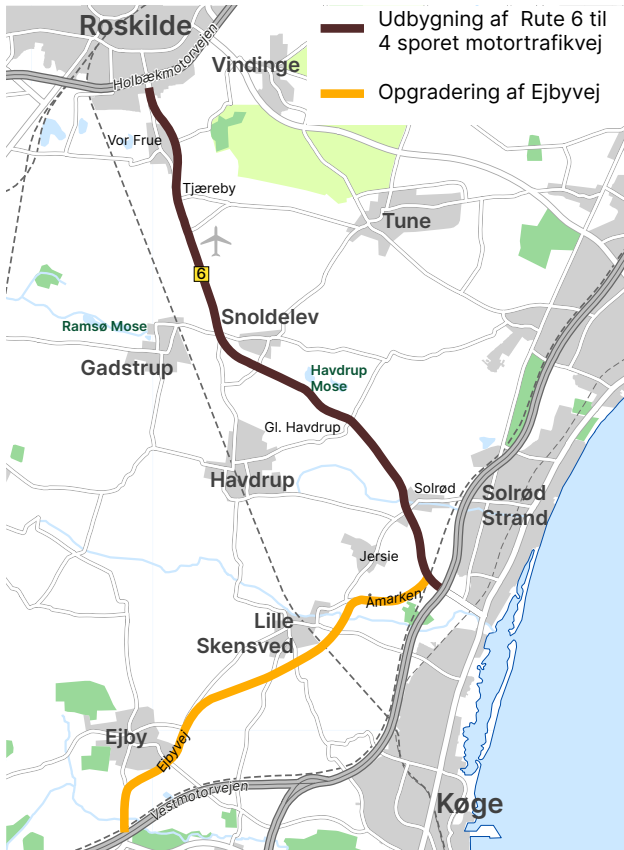 Roskilde
Udbygning af Rute 6 til
4 sporet motortrafikvej
Opgradering af Ejbyvej
Holbækmotorvejen
Vindinge
Vor Frue
Tjæreby
Tune
6
Snoldelev
Ramsø Mose
Gadstrup
Havdrup
Mose
Gl. Havdrup
Havdrup
Solrød
Solrød
Strand
Jersie
Åmarken
Lille
Skensved
Ejby
Ejbyvej
Vestmotorvejen
Køge